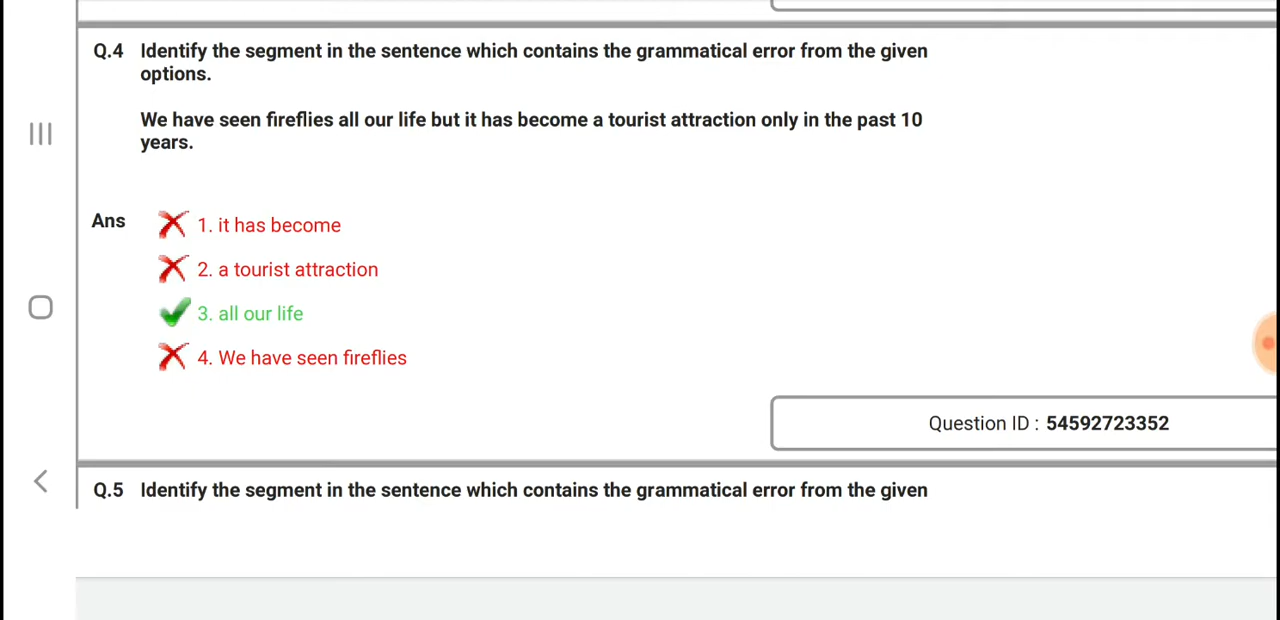 Q.4 Identify the segment in the sentence which contains the grammatical error from the given
options.
We have seen fireflies all our life but it has become a tourist attraction only in the past 10
years.
Ans 1. it has become
2. a tourist attraction
3. all our life
4. We have seen fireflies
Question ID : 54592723352
Q.5 Identify the segment in the sentence which contains the grammatical error from the given